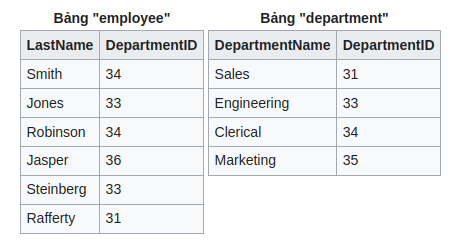 Bảng "employee"
LastName DepartmentID
Smith 34
Jones 33
Robinson 34
Jasper 36
Steinberg 33
Rafferty 31
Bảng "department"
DepartmentName DepartmentID
Sales 31
Engineering 33
Clerical 34
Marketing 35